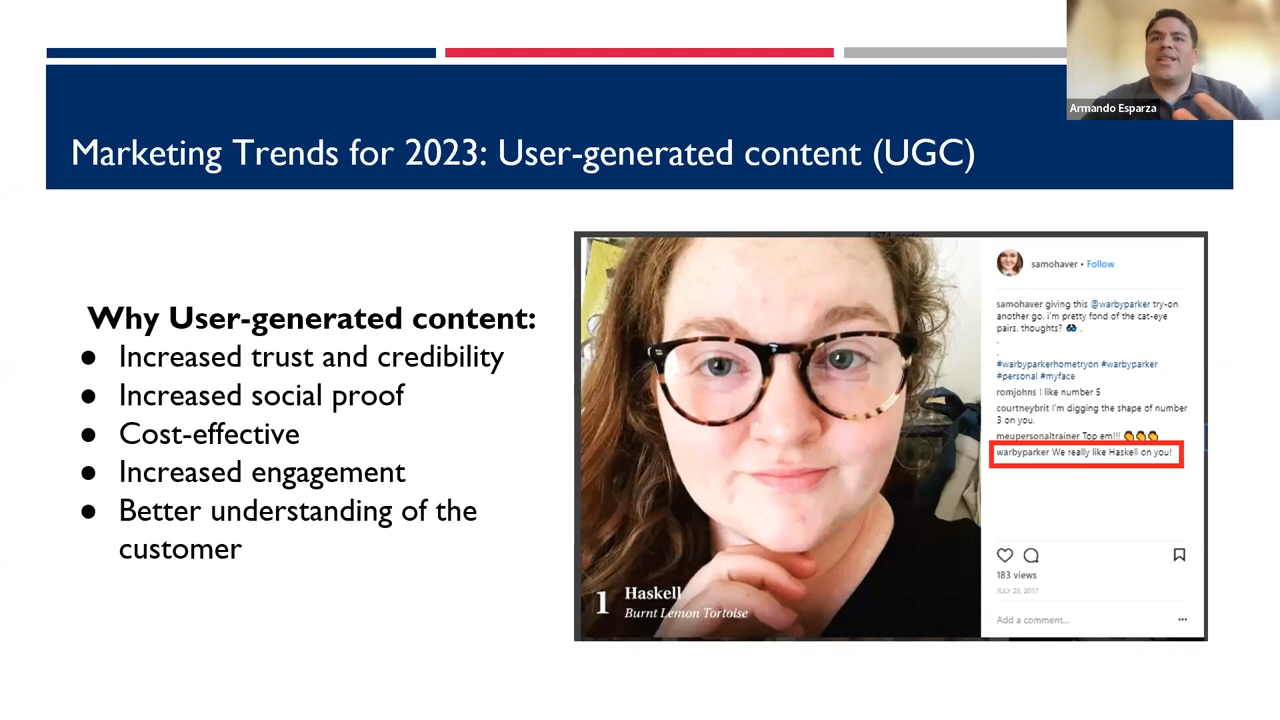 Armando Esparza
Marketing Trends for 2023: User-generated content (UGC)
Why User-generated content:
● Increased trust and credibility
● Increased social proof
● Cost-effective
● Increased engagement
● Better understanding of the
customer
1 Haskell
Burnt Lemon Tortoise
samohaver • Follow
samohaver giving this @warbyparker try-on
another go. i'm pretty fond of the cat-eye
pairs. thoughts? 👓 .
.
.
#warbyparkerhometryon #warbyparker
#personal #myface
romjohns I like number 5
courtneybrit I'm digging the shape of number
3 on you.
meupersonaltrainer Top em!!! 👏👏👏
warbyparker We really like Haskell on you!
183 views
JULY 23, 2017
Add a comment...